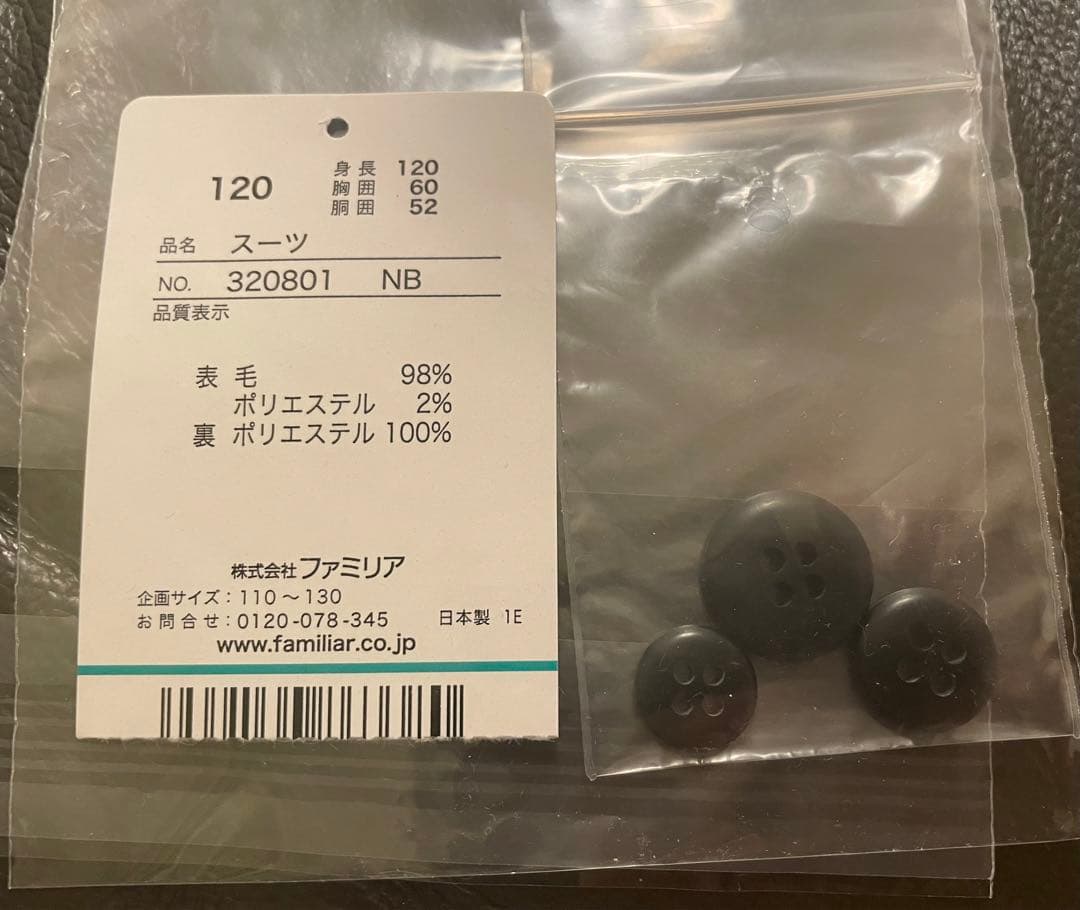 120
身長 120
胸囲 60
胴囲 52
品名 スーツ
NO. 320801 NB
品質表示
表 毛 98%
ポリエステル 2%
裏 ポリエステル 100%
株式会社ファミリア
企画サイズ：110～130
お問合せ：0120-078-345 日本製 1E
www.familiar.co.jp